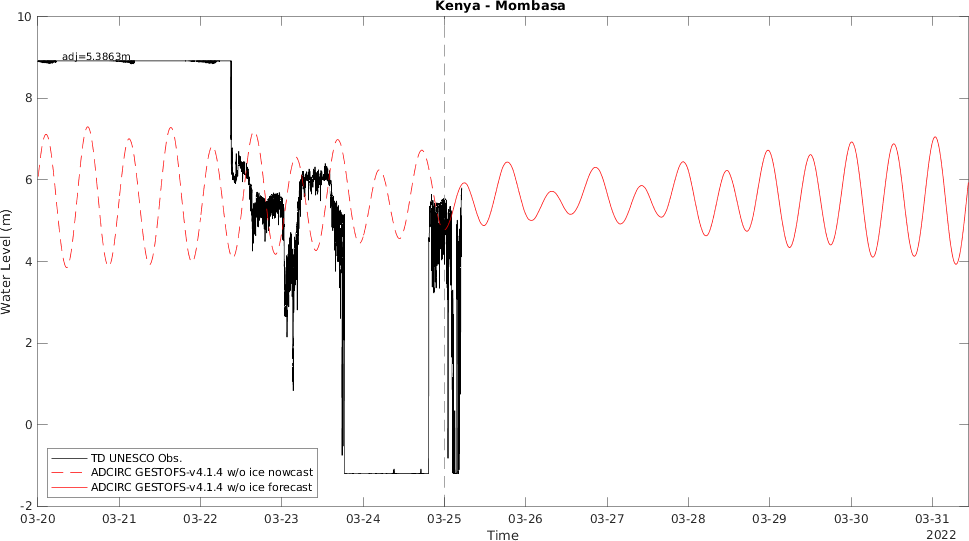 Kenya - Mombasa
10
8
6
4
2
0
-2
Water Level (m)
adj=5.3863m
TD UNESCO Obs.
ADCIRC GESTOFS-v4.1.4 w/o ice nowcast
ADCIRC GESTOFS-v4.1.4 w/o ice forecast
03-20 03-21 03-22 03-23 03-24 03-25 03-26 03-27 03-28 03-29 03-30 03-31
Time
2022